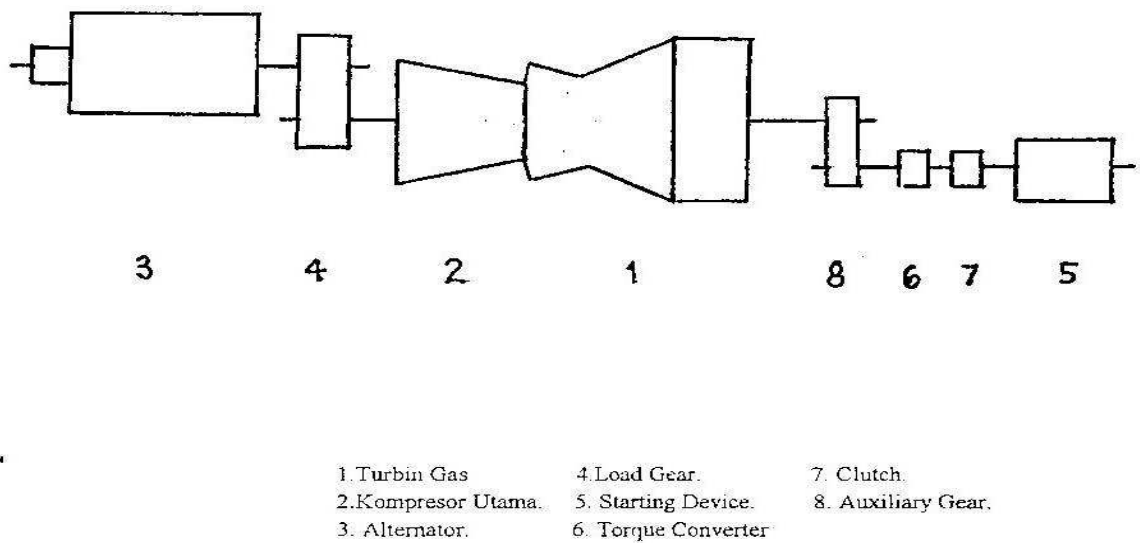 3 4 2 1 8 6 7 5
1.Turbin Gas 4.Load Gear. 7. Clutch.
2.Kompresor Utama. 5. Starting Device. 8. Auxiliary Gear.
3. Alternator. 6. Torque Converter